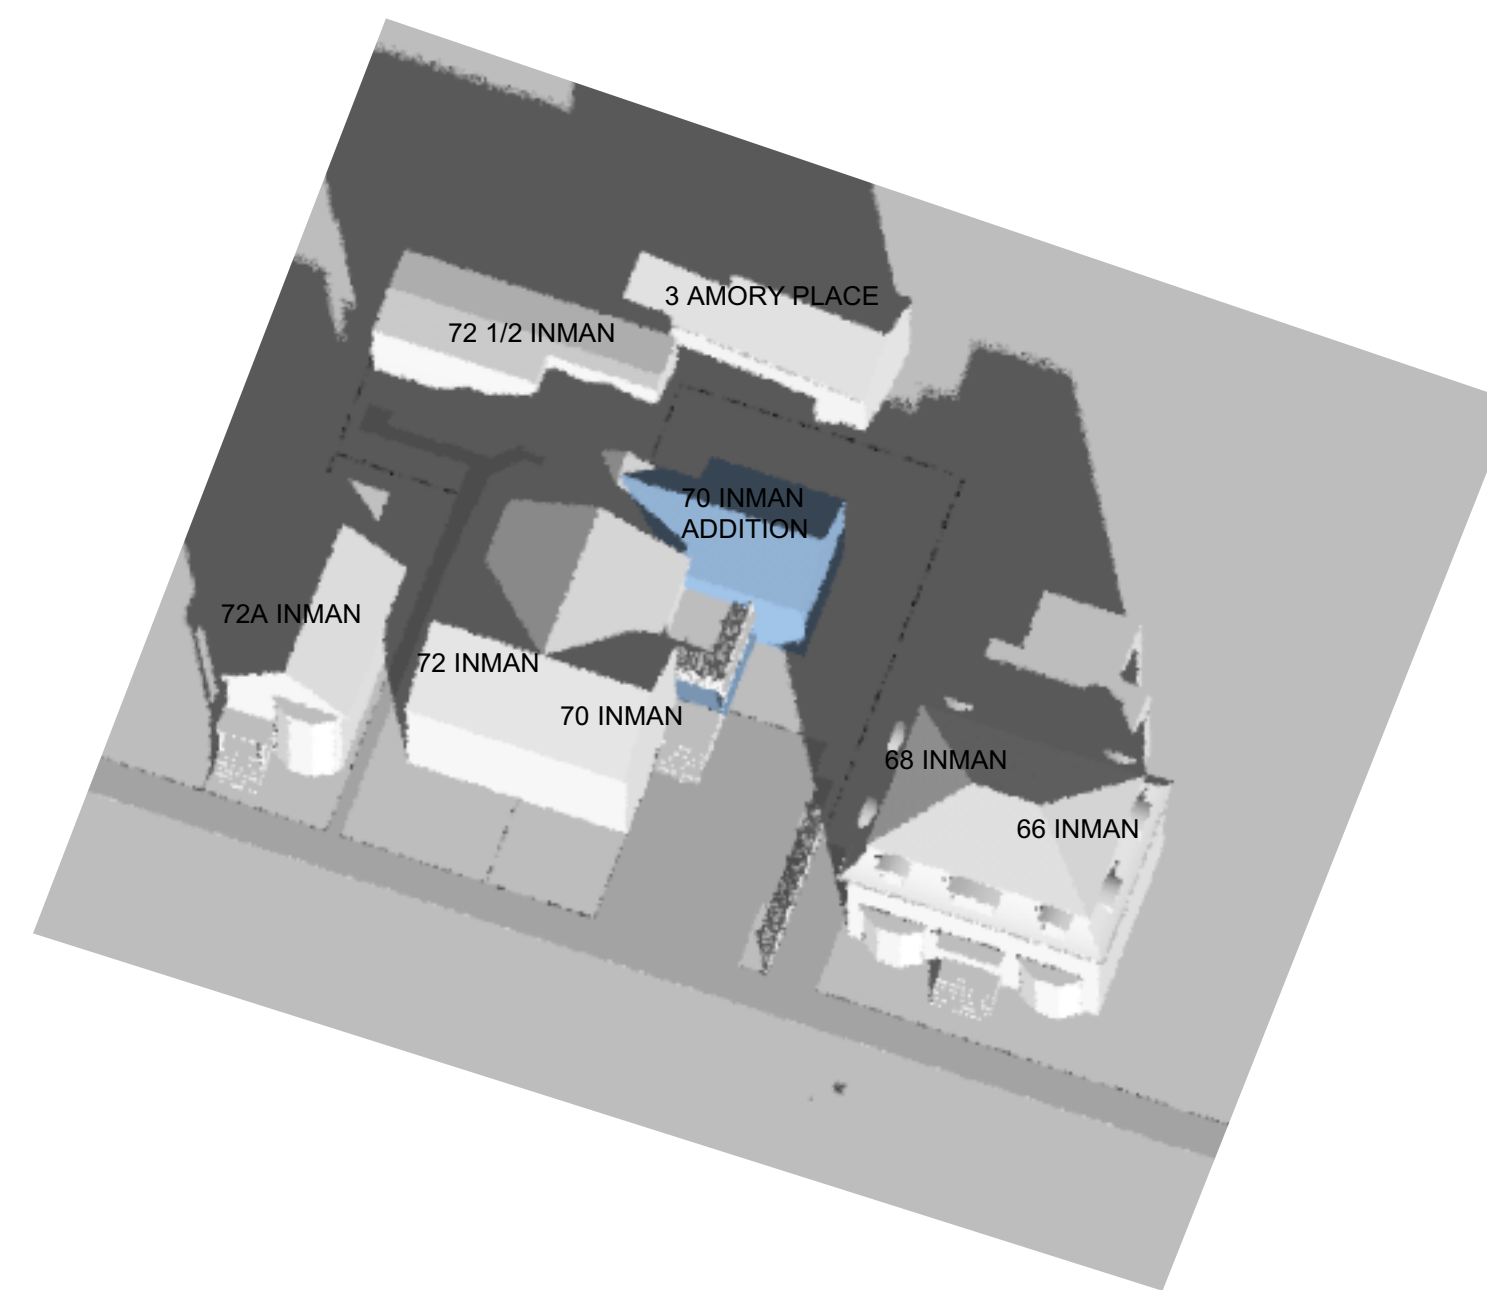 3 AMORY PLACE
72 1/2 INMAN
70 INMAN
ADDITION
72A INMAN
72 INMAN
70 INMAN
68 INMAN
66 INMAN